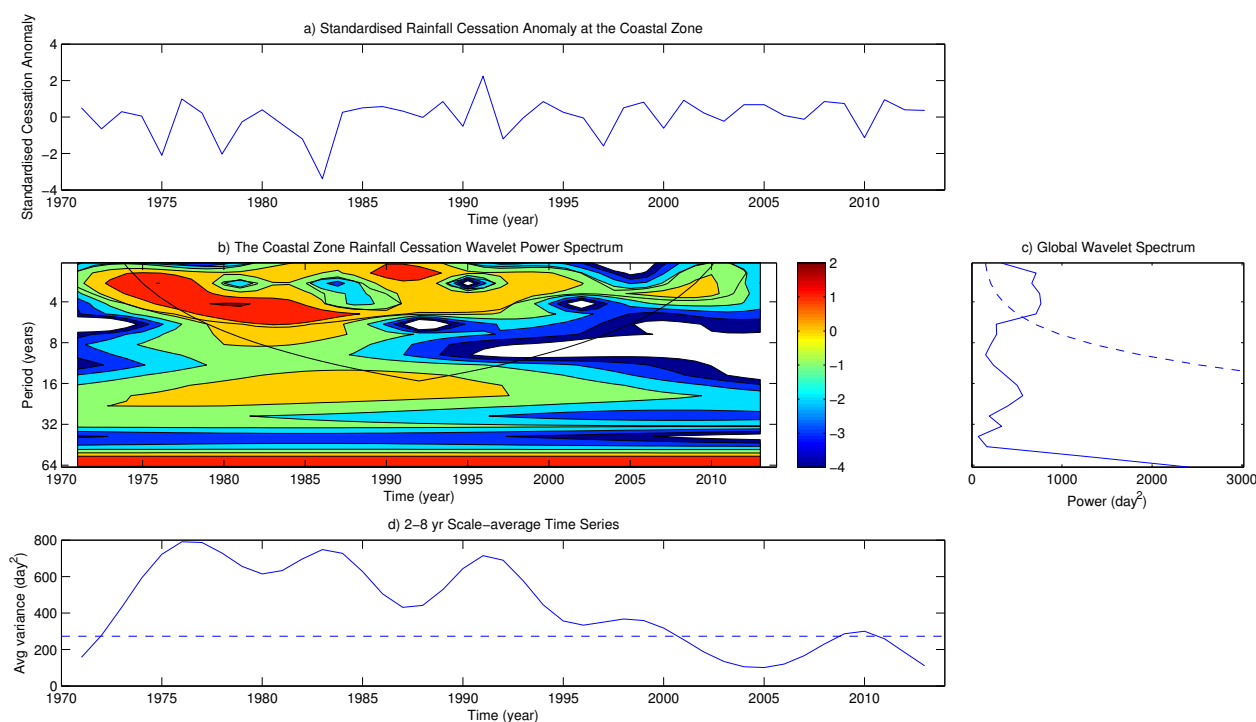 a) Standardised Rainfall Cessation Anomaly at the Coastal Zone
Standardised Cessation Anomaly
4
2
0
−2
−4
1970 1975 1980 1985 1990 1995 2000 2005 2010
Time (year)
b) The Coastal Zone Rainfall Cessation Wavelet Power Spectrum
Period (years)
4
8
16
32
64
1970 1975 1980 1985 1990 1995 2000 2005 2010
Time (year)
2
1
0
−1
−2
−3
−4
c) Global Wavelet Spectrum
0 1000 2000 3000
Power (day²)
d) 2−8 yr Scale−average Time Series
Avg variance (day²)
800
600
400
200
0
1970 1975 1980 1985 1990 1995 2000 2005 2010
Time (year)